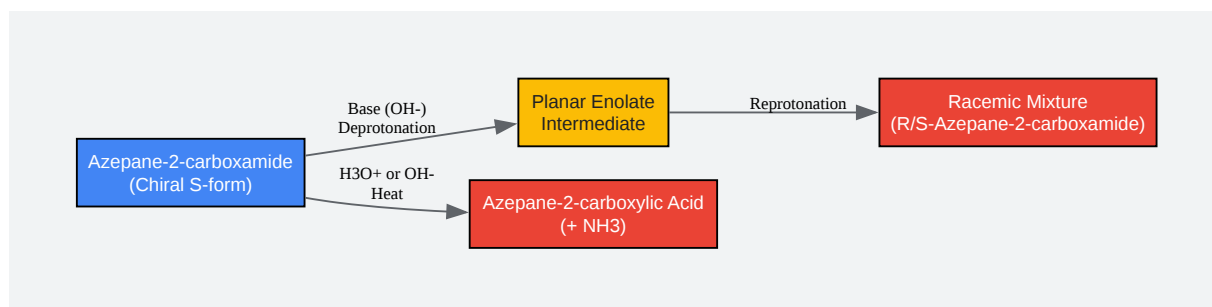 Azepane-2-carboxamide
(Chiral S-form)
Base (OH-)
Deprotonation
Planar Enolate
Intermediate
Reprotonation
Racemic Mixture
(R/S-Azepane-2-carboxamide)
H3O+ or OH-
Heat
Azepane-2-carboxylic Acid
(+ NH3)